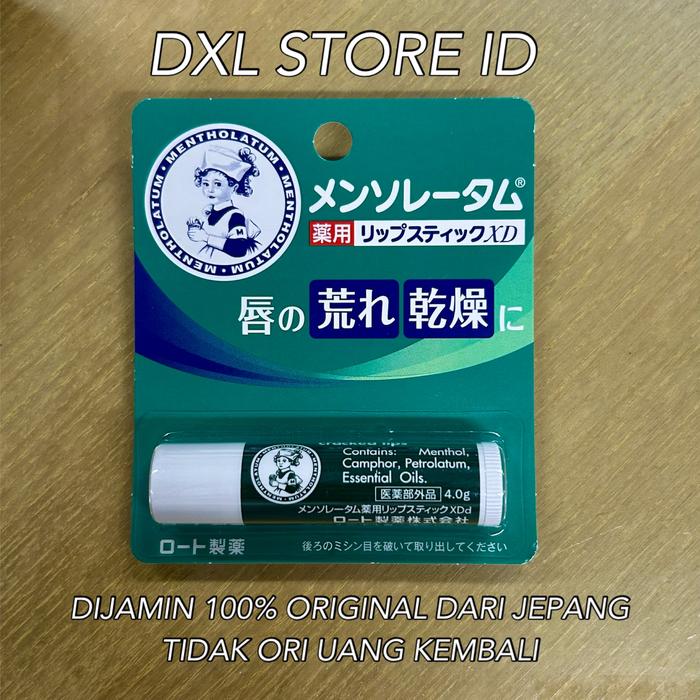 DXL STORE ID
MENTHOLATUM · MENTHOLATUM · MENTHOLATUM ·
メンソレータム®
薬用 リップスティックXD
唇の 荒れ 乾燥 に
cracked lips
Contains: Menthol,
Camphor, Petrolatum,
Essential Oils.
医薬部外品 4.0g
メンソレータム薬用リップスティックXDd
ロート製薬株式会社
ロート製薬
後ろのミシン目を破いて取り出してください
DIJAMIN 100% ORIGINAL DARI JEPANG
TIDAK ORI UANG KEMBALI